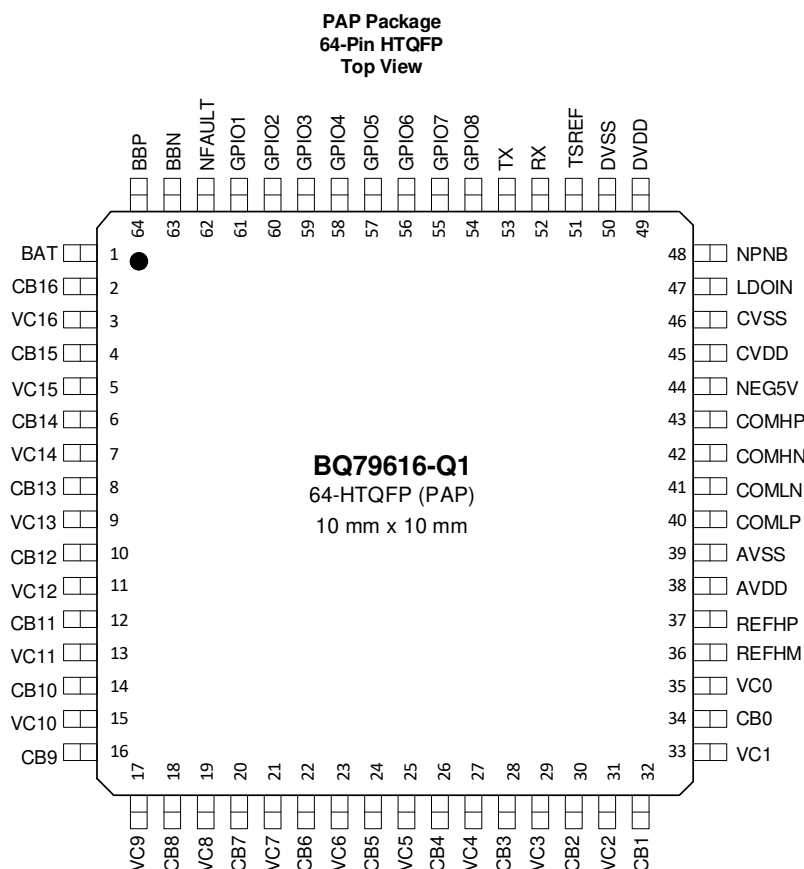 PAP Package
64-Pin HTQFP
Top View
BBP
BBN
NFAULT
GPIO1
GPIO2
GPIO3
GPIO4
GPIO5
GPIO6
GPIO7
GPIO8
TX
RX
TSREF
DVSS
DVDD
64
63
62
61
60
59
58
57
56
55
54
53
52
51
50
49
BAT 1 48 NPNB
CB16 2 47 LDOIN
VC16 3 46 CVSS
CB15 4 45 CVDD
VC15 5 44 NEG5V
CB14 6 43 COMHP
VC14 7 42 COMHN
CB13 8 41 COMLN
VC13 9 40 COMLP
CB12 10 39 AVSS
VC12 11 38 AVDD
CB11 12 37 REFHP
VC11 13 36 REFHM
CB10 14 35 VC0
VC10 15 34 CB0
CB9 16 33 VC1
BQ79616-Q1
64-HTQFP (PAP)
10 mm x 10 mm
17
18
19
20
21
22
23
24
25
26
27
28
29
30
31
32
VC9
CB8
VC8
CB7
VC7
CB6
VC6
CB5
VC5
CB4
VC4
CB3
VC3
CB2
VC2
CB1